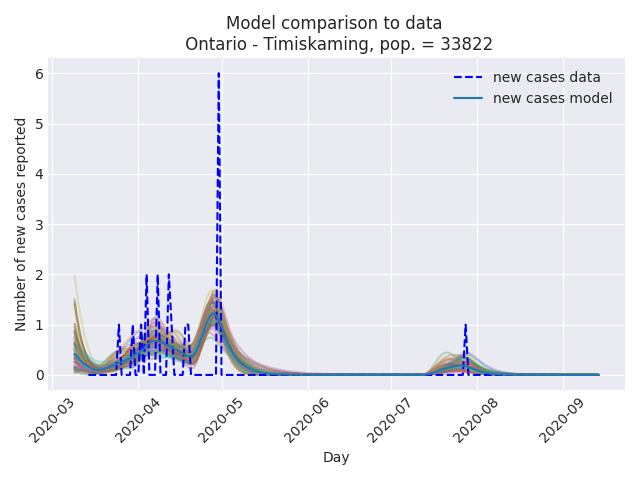 Model comparison to data
Ontario - Timiskaming, pop. = 33822
new cases data
new cases model
Number of new cases reported
6
5
4
3
2
1
0
2020-03
2020-04
2020-05
2020-06
2020-07
2020-08
2020-09
Day